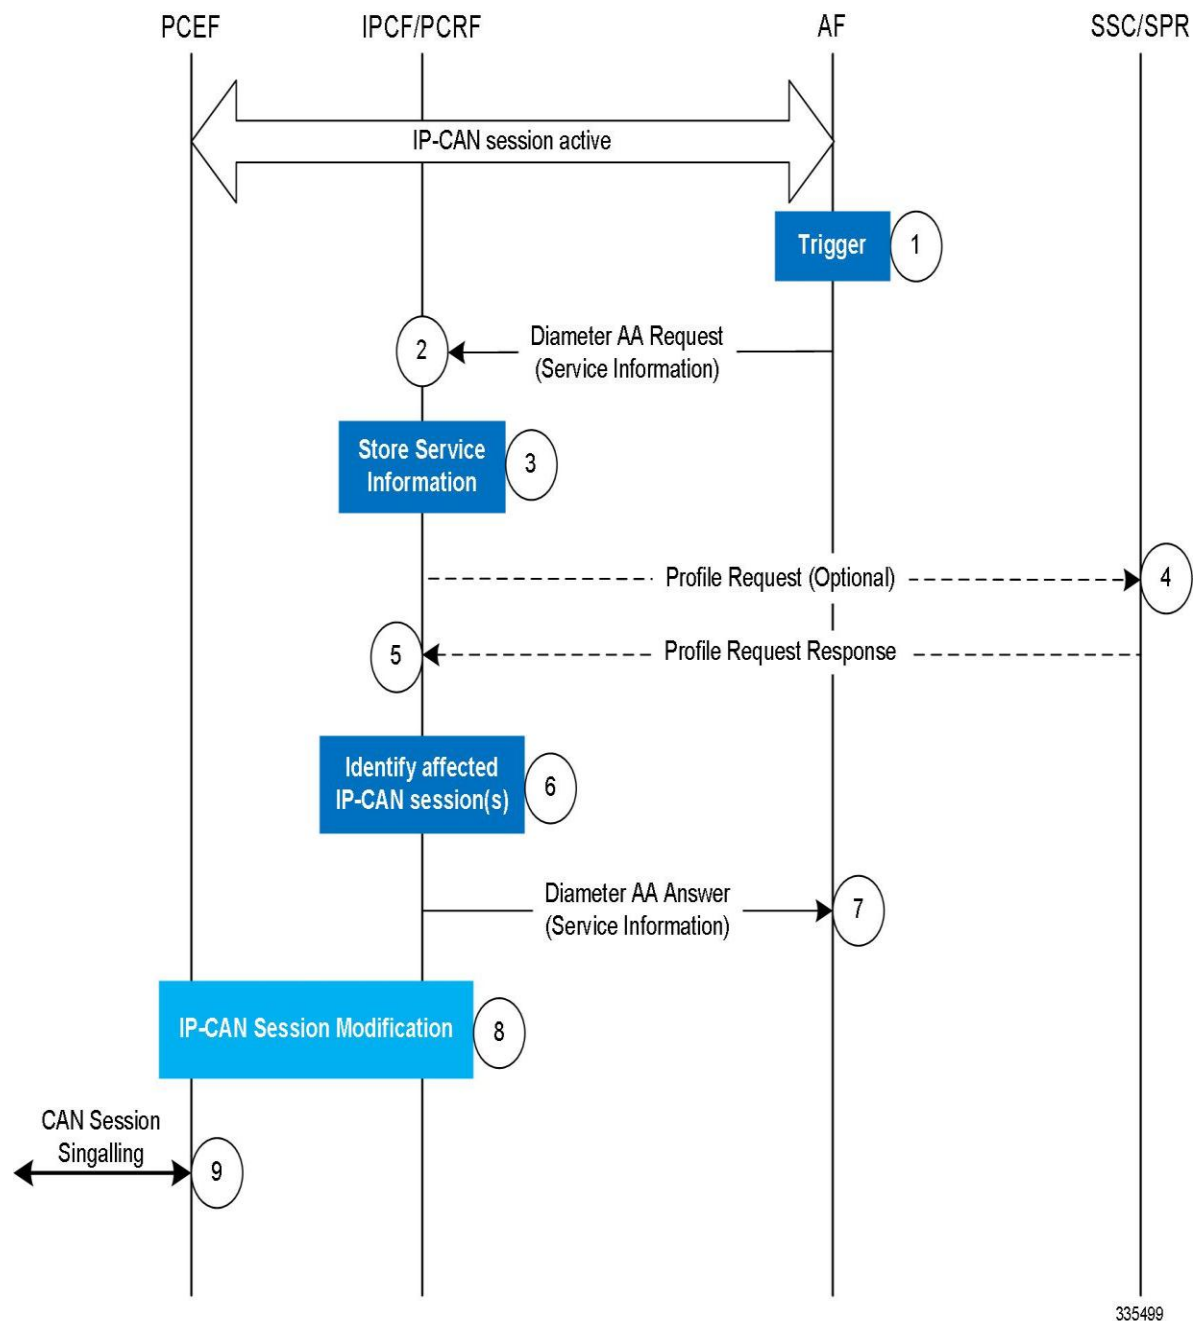 PCEF
IPCF/PCRF
AF
SSC/SPR
IP-CAN session active
Trigger
1
Diameter AA Request
(Service Information)
2
Store Service
Information
3
Profile Request (Optional)
4
Profile Request Response
5
Identify affected
IP-CAN session(s)
6
Diameter AA Answer
(Service Information)
7
IP-CAN Session Modification
8
CAN Session
Singalling
9
335499